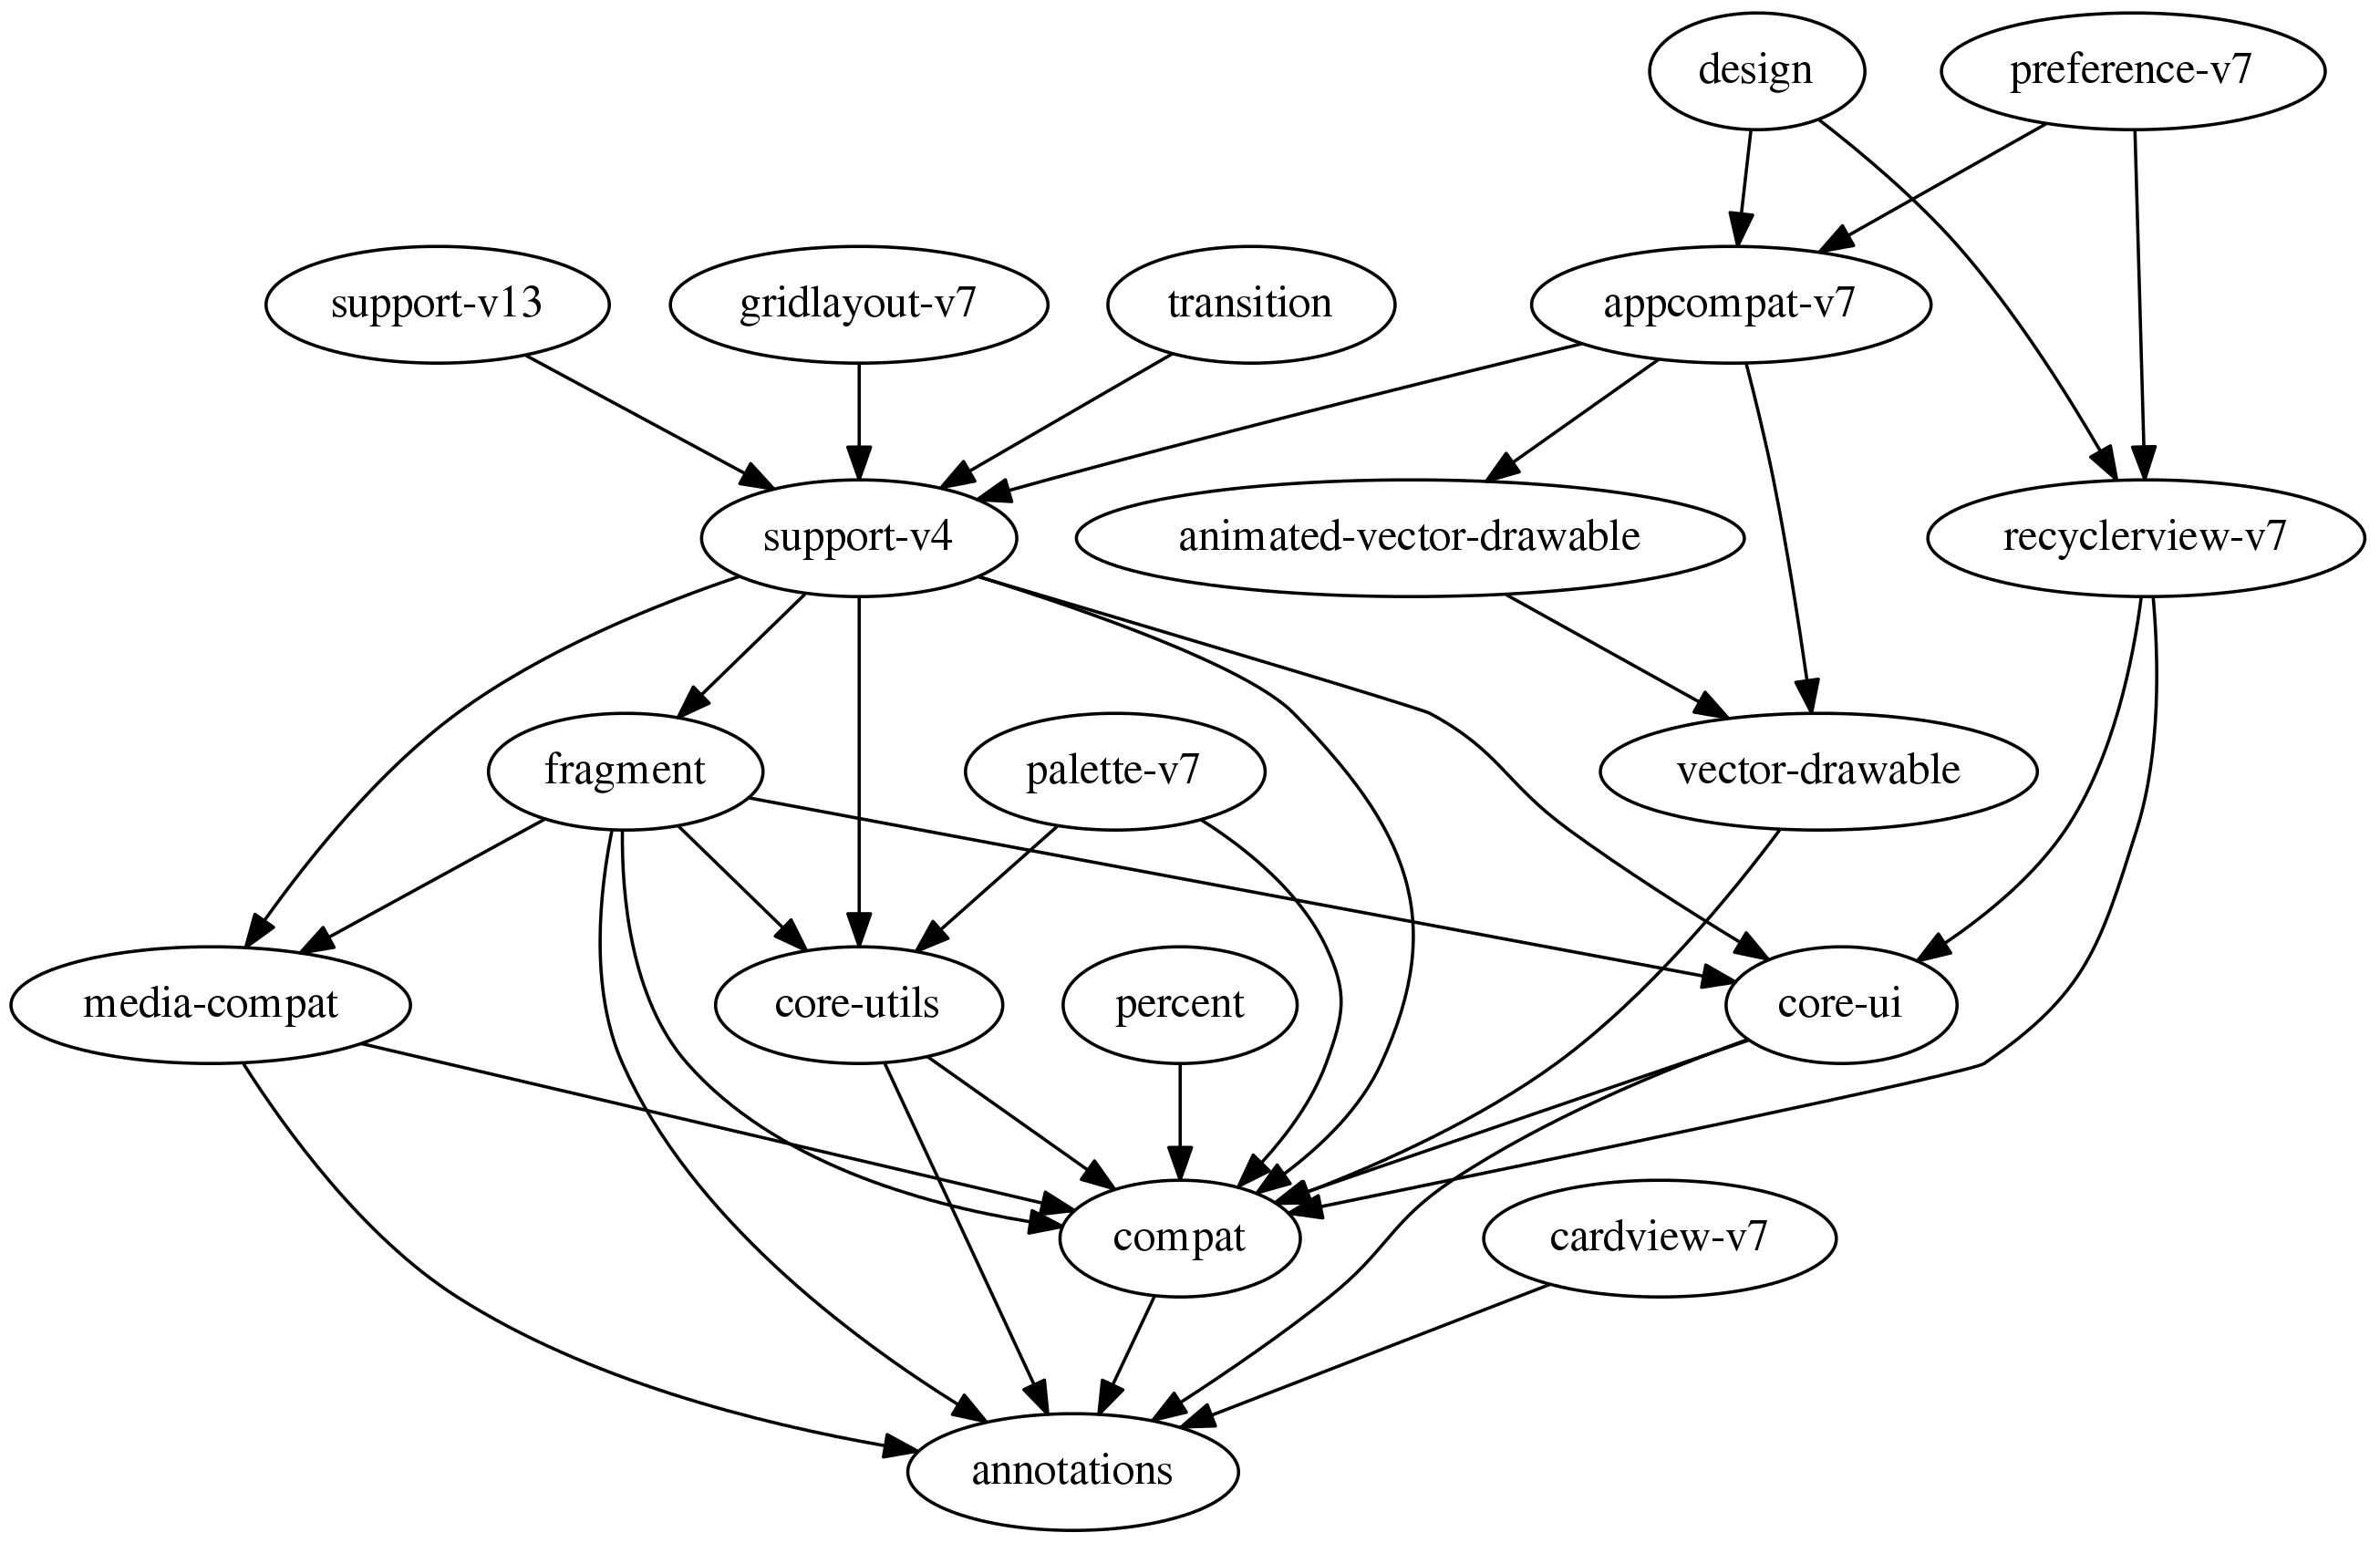 design
preference-v7
support-v13
gridlayout-v7
transition
appcompat-v7
support-v4
animated-vector-drawable
recyclerview-v7
fragment
palette-v7
vector-drawable
media-compat
core-utils
percent
core-ui
compat
cardview-v7
annotations